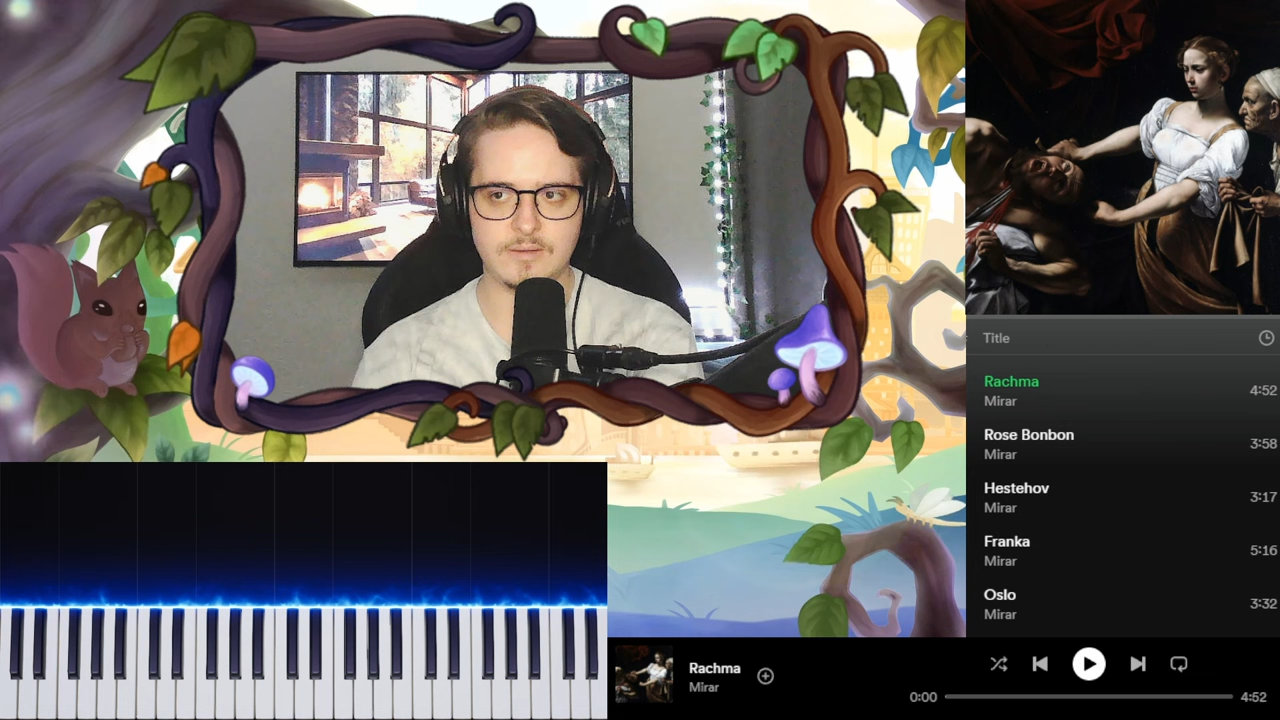 Title
Rachma
Mirar
4:52
Rose Bonbon
Mirar
3:58
Hestehov
Mirar
3:17
Franka
Mirar
5:16
Oslo
Mirar
3:32
Rachma
Mirar
0:00
4:52